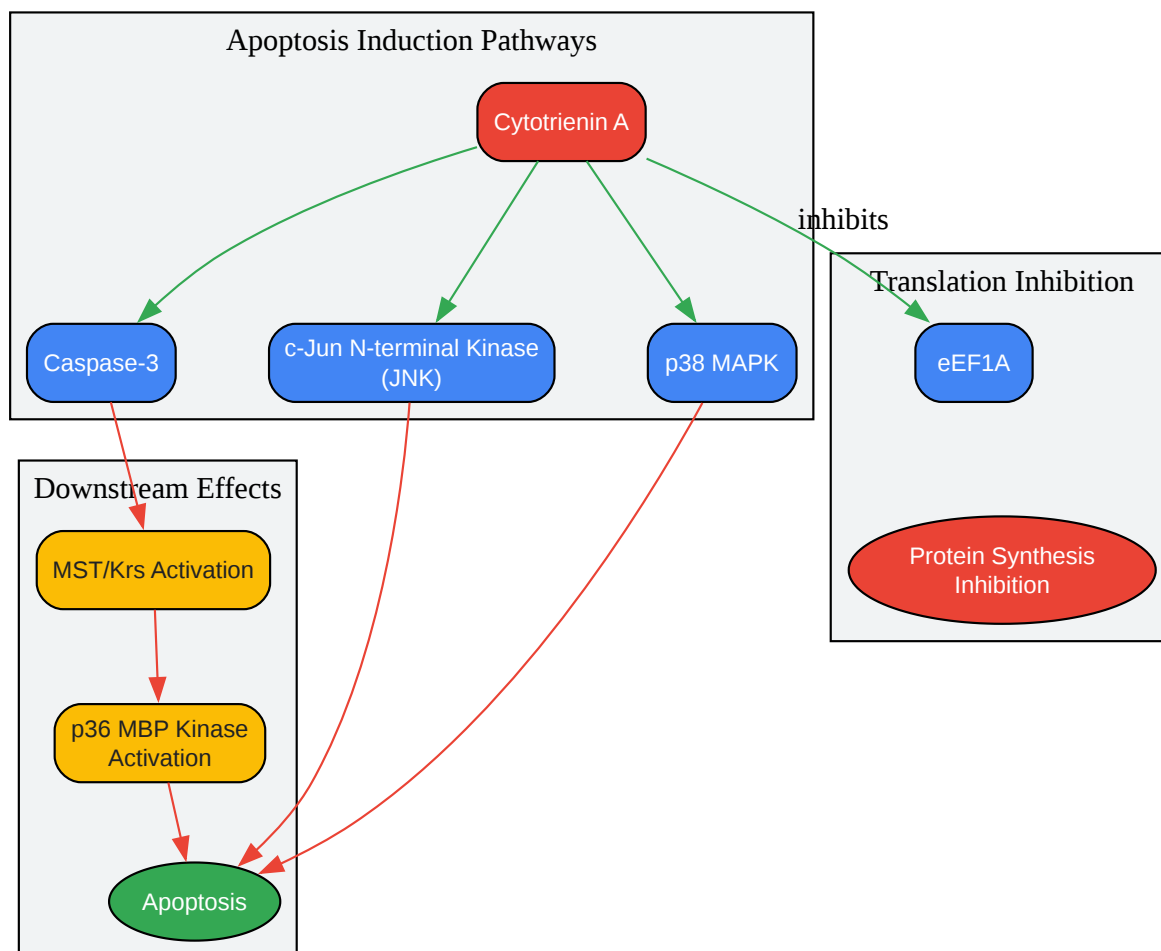 Apoptosis Induction Pathways
Cytotrienin A
inhibits
Translation Inhibition
Caspase-3
c-Jun N-terminal Kinase
(JNK)
p38 MAPK
eEF1A
Downstream Effects
MST/Krs Activation
Protein Synthesis
Inhibition
p36 MBP Kinase
Activation
Apoptosis